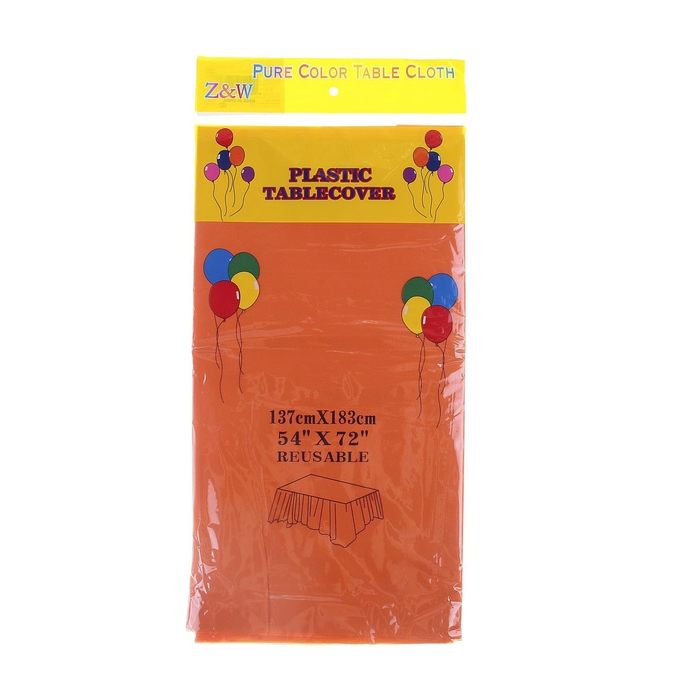 PURE COLOR TABLE CLOTH
Z&W
PLASTIC
TABLECOVER
137cmX183cm
54" X 72"
REUSABLE